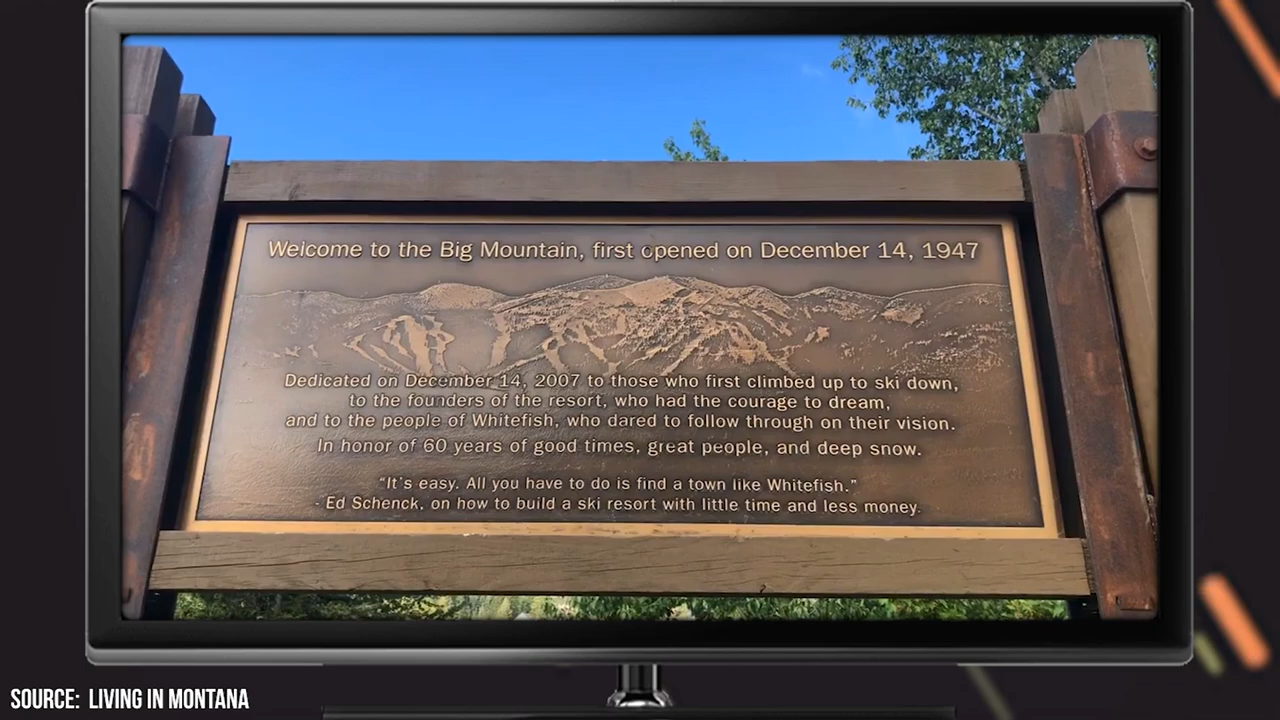 Welcome to the Big Mountain, first opened on December 14, 1947
Dedicated on December 14, 2007 to those who first climbed up to ski down,
to the founders of the resort, who had the courage to dream,
and to the people of Whitefish, who dared to follow through on their vision.
In honor of 60 years of good times, great people, and deep snow.
“It's easy. All you have to do is find a town like Whitefish.”
- Ed Schenck, on how to build a ski resort with little time and less money.
SOURCE: LIVING IN MONTANA